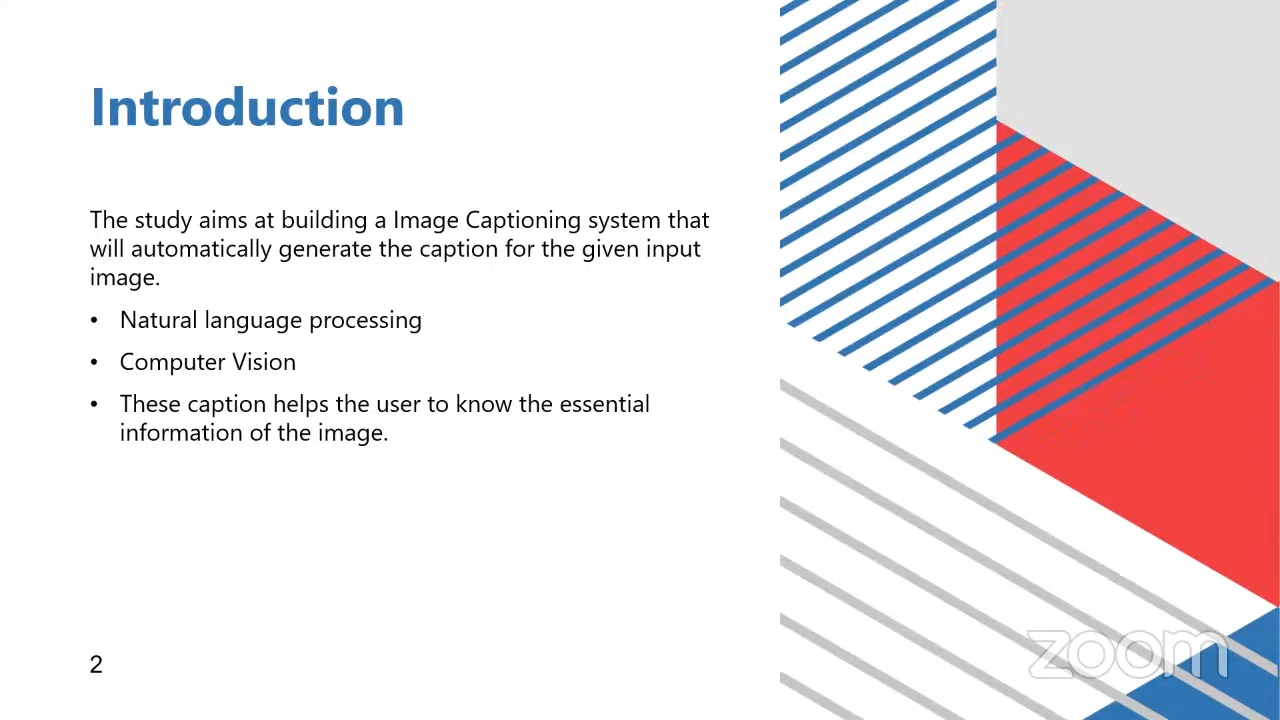 Introduction
The study aims at building a Image Captioning system that
will automatically generate the caption for the given input
image.
• Natural language processing
• Computer Vision
• These caption helps the user to know the essential
information of the image.
2
zoom